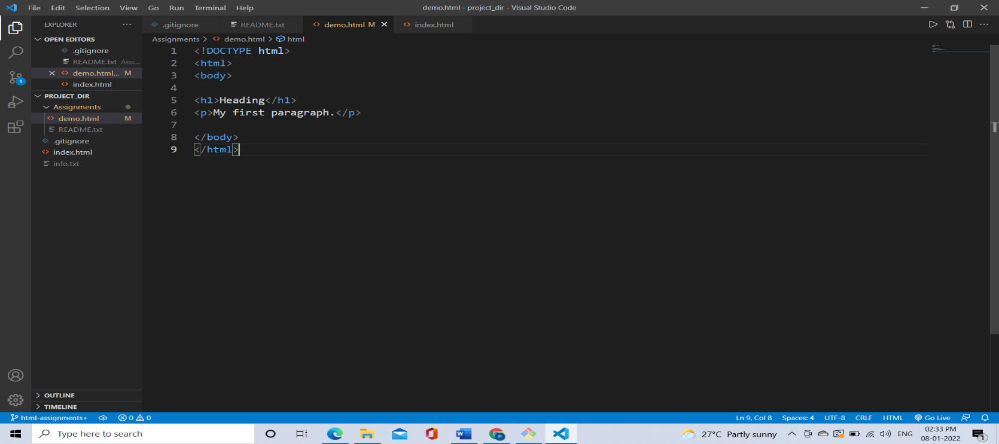 File Edit Selection View Go Run Terminal Help
demo.html - project_dir - Visual Studio Code
EXPLORER
.gitignore README.txt demo.html M index.html
OPEN EDITORS
.gitignore
README.txt Assi...
demo.html... M
index.html
PROJECT_DIR
Assignments
demo.html M
README.txt
.gitignore
index.html
info.txt
OUTLINE
TIMELINE
1
Assignments > demo.html > html
1 <!DOCTYPE html>
2 <html>
3 <body>
4
5 <h1>Heading</h1>
6 <p>My first paragraph.</p>
7
8 </body>
9 </html>
html-assignments+ 0 0 Ln 9, Col 8 Spaces: 4 UTF-8 CRLF HTML Go Live
Type here to search
W
P
27°C Partly sunny
ENG
02:33 PM
08-01-2022
1